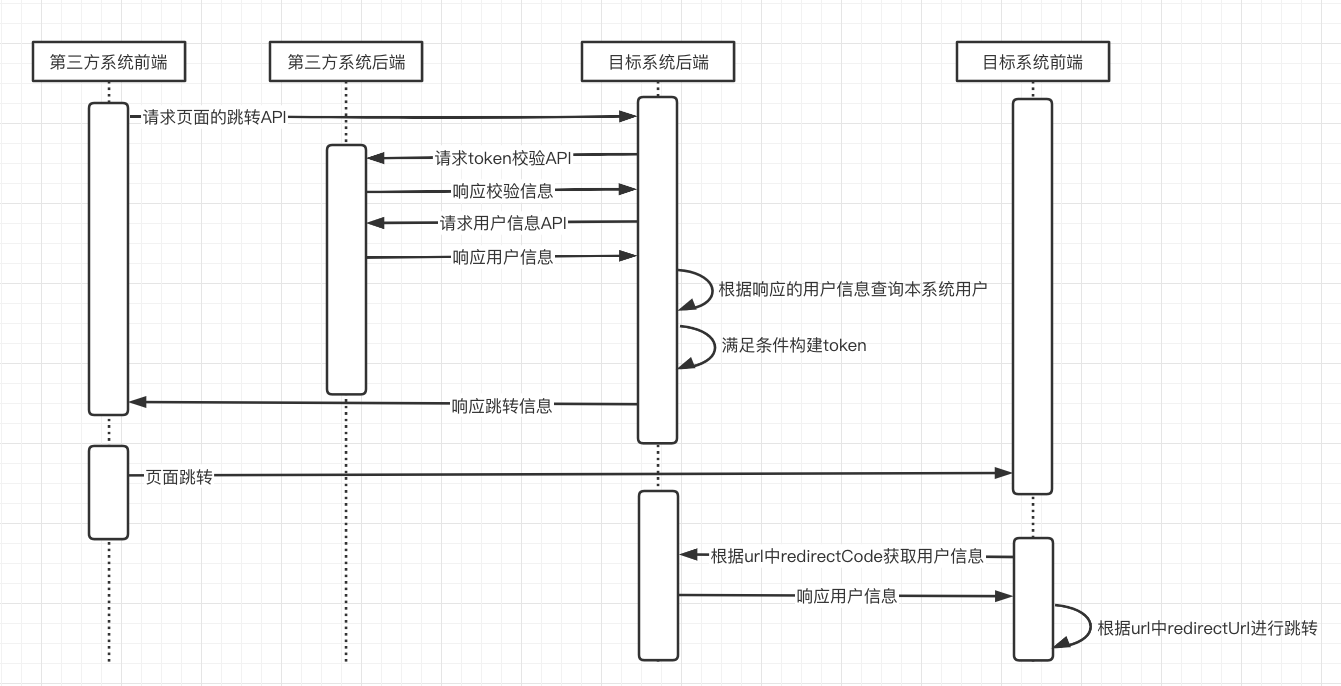 第三方系统前端
第三方系统后端
目标系统后端
目标系统前端
请求页面的跳转API
请求token校验API
响应校验信息
请求用户信息API
响应用户信息
根据响应的用户信息查询本系统用户
满足条件构建token
响应跳转信息
页面跳转
根据url中redirectCode获取用户信息
响应用户信息
根据url中redirectUrl进行跳转